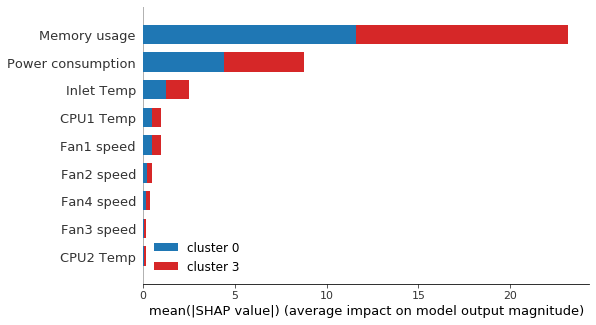 Memory usage
Power consumption
Inlet Temp
CPU1 Temp
Fan1 speed
Fan2 speed
Fan4 speed
Fan3 speed
CPU2 Temp
cluster 0
cluster 3
0 5 10 15 20
mean(|SHAP value|) (average impact on model output magnitude)